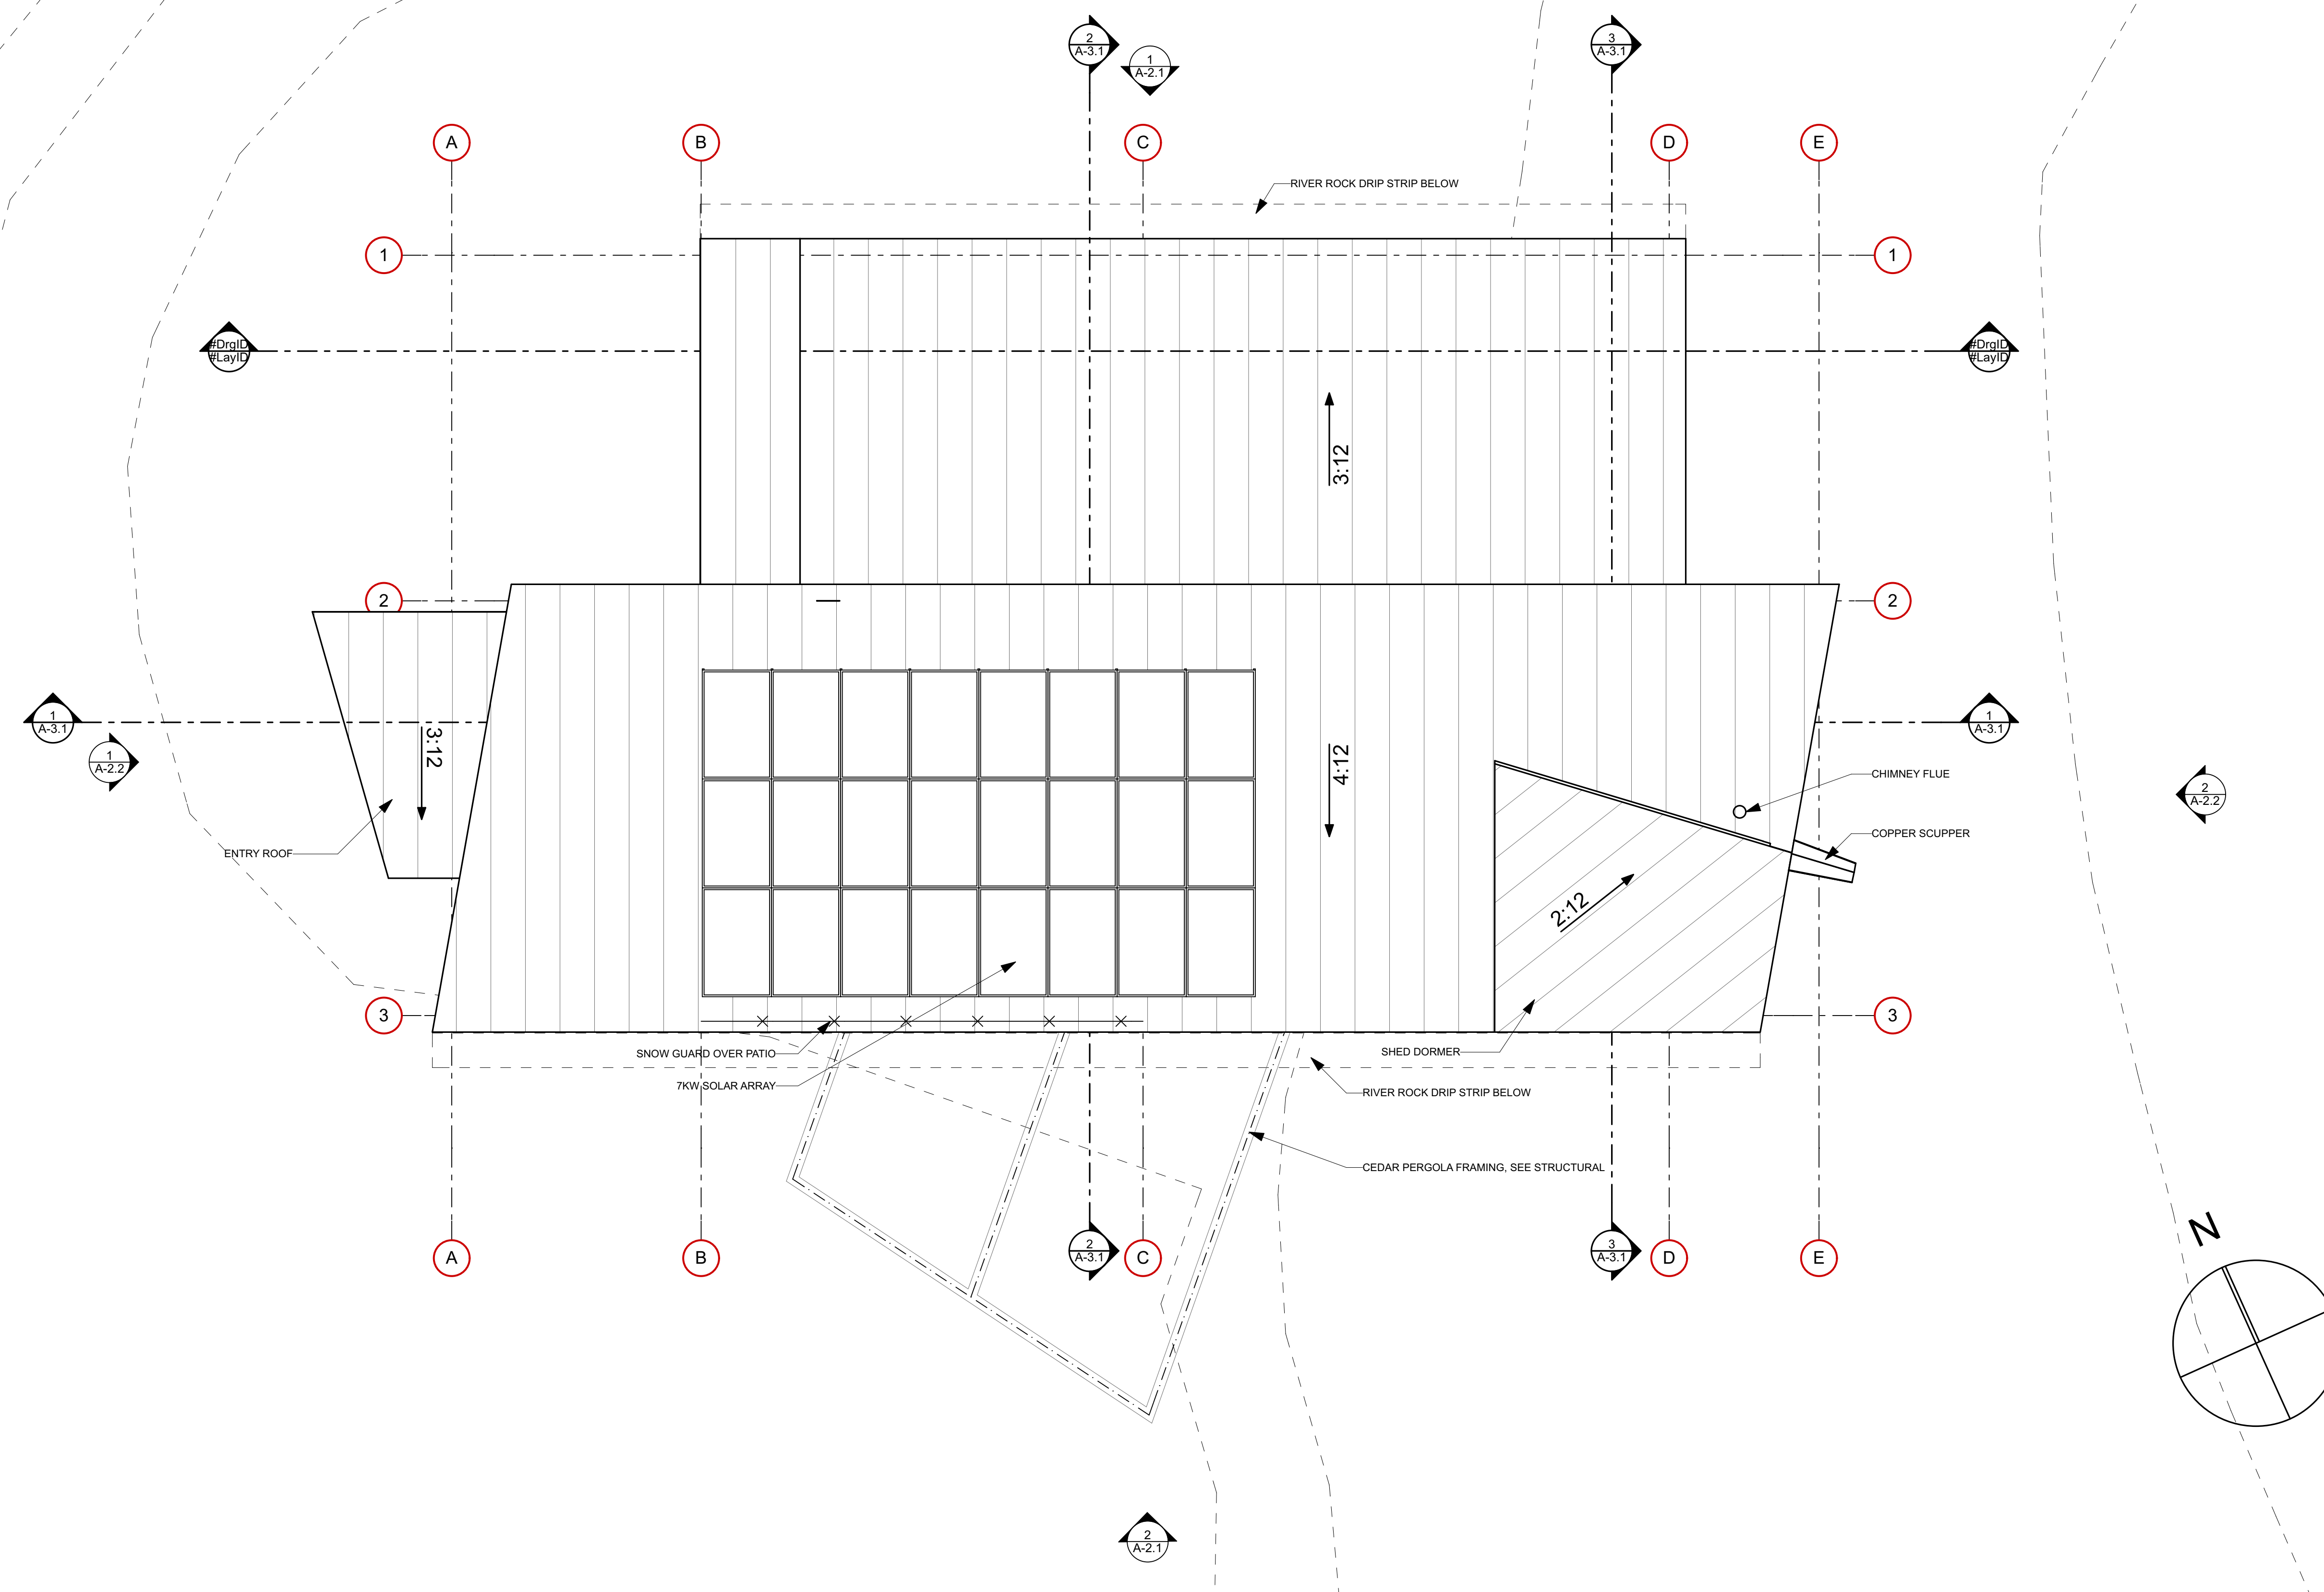 2
A-3.1
3
A-3.1
1
A-2.1
A
B
C
D
E
RIVER ROCK DRIP STRIP BELOW
1
1
#DrgID
#LayID
#DrgID
#LayID
3:12
2
2
1
A-3.1
1
A-3.1
1
A-2.2
3:12
4:12
CHIMNEY FLUE
2
A-2.2
COPPER SCUPPER
ENTRY ROOF
2:12
3
3
SNOW GUARD OVER PATIO
SHED DORMER
7KW SOLAR ARRAY
RIVER ROCK DRIP STRIP BELOW
CEDAR PERGOLA FRAMING, SEE STRUCTURAL
N
A
B
2
A-3.1
C
3
A-3.1
D
E
2
A-2.1